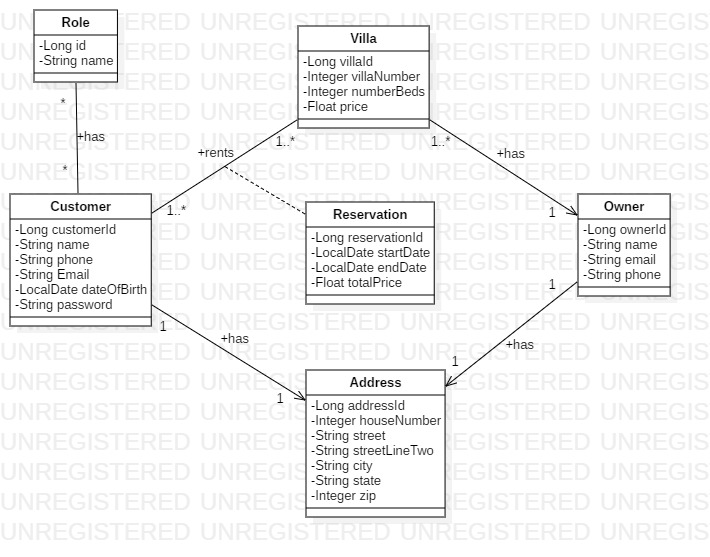 Role
-Long id
-String name
*
+has
*
Villa
-Long villaId
-Integer villaNumber
-Integer numberBeds
-Float price
1..*
1..*
+rents
+has
1..*
1
Customer
-Long customerId
-String name
-String phone
-String Email
-LocalDate dateOfBirth
-String password
Reservation
-Long reservationId
-LocalDate startDate
-LocalDate endDate
-Float totalPrice
Owner
-Long ownerId
-String name
-String email
-String phone
1
+has
1
1
+has
1
Address
-Long addressId
-Integer houseNumber
-String street
-String streetLineTwo
-String city
-String state
-Integer zip
UNREGISTERED UNREGISTERED UNREGISTERED UNREGIS